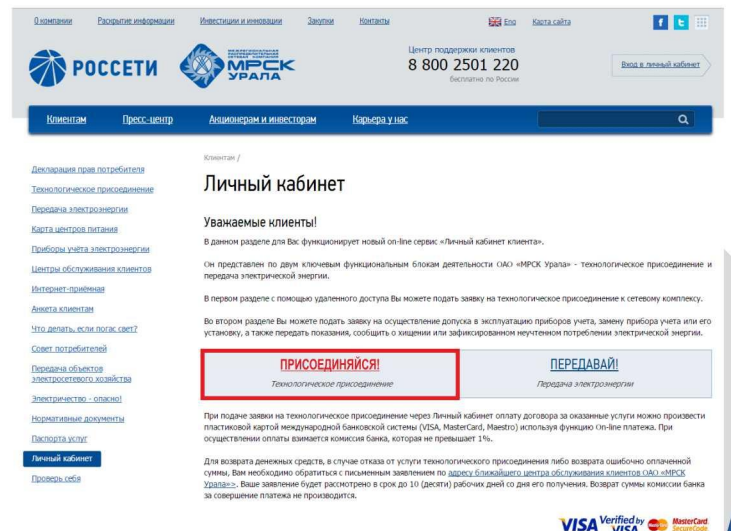 О компании Раскрытие информации Инвестиции и инновации Закупки Контакты Eng Карта сайта
РОССЕТИ
МЕЖРЕГИОНАЛЬНАЯ
РАСПРЕДЕЛИТЕЛЬНАЯ
СЕТЕВАЯ КОМПАНИЯ
МРСК
УРАЛА
Центр поддержки клиентов
8 800 2501 220
бесплатно по России
Вход в личный кабинет
Клиентам Пресс-центр Акционерам и инвесторам Карьера у нас
Декларация прав потребителя
Технологическое присоединение
Передача электроэнергии
Карта центров питания
Приборы учёта электроэнергии
Центры обслуживания клиентов
Интернет-приёмная
Анкета клиентам
Что делать, если погас свет?
Совет потребителей
Передача объектов
электросетевого хозяйства
Электричество - опасно!
Нормативные документы
Паспорта услуг
Личный кабинет
Проверь себя
Клиентам /
Личный кабинет
Уважаемые клиенты!
В данном разделе для Вас функционирует новый on-line сервис «Личный кабинет клиента».
Он представлен по двум ключевым функциональным блокам деятельности ОАО «МРСК Урала» - технологическое присоединение и
передача электрической энергии.
В первом разделе с помощью удаленного доступа Вы можете подать заявку на технологическое присоединение к сетевому комплексу.
Во втором разделе Вы можете подать заявку на осуществление допуска в эксплуатацию приборов учета, замену прибора учета или его
установку, а также передать показания, сообщить о хищении или зафиксированном неучтенном потреблении электрической энергии.
ПРИСОЕДИНЯЙСЯ!
Технологическое присоединение
ПЕРЕДАВАЙ!
Передача электроэнергии
При подаче заявки на технологическое присоединение через Личный кабинет оплату договора за оказанные услуги можно произвести
пластиковой картой международной банковской системы (VISA, MasterCard, Maestro) используя функцию On-line платежа. При
осуществлении оплаты взимается комиссия банка, которая не превышает 1%.
Для возврата денежных средств, в случае отказа от услуги технологического присоединения либо возврата ошибочно оплаченной
суммы, Вам необходимо обратиться с письменным заявлением по адресу ближайшего центра обслуживания клиентов ОАО «МРСК
Урала»>. Ваше заявление будет рассмотрено в срок до 10 (десяти) рабочих дней со дня его получения. Возврат суммы комиссии банка
за совершение платежа не производится.
VISA Verified by VISA MasterCard. SecureCode